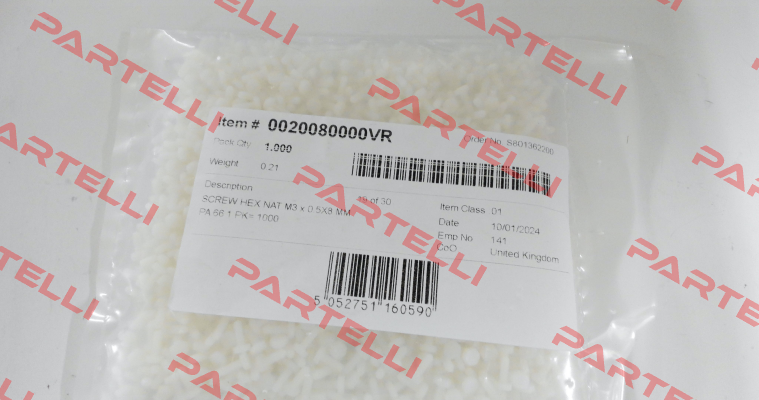 PARTELLI
Item # 0020080000VR
Pack Qty 1.000
Order No S801362266
Weight 0.21
Description
of 30
SCREW HEX NAT M3 x 0.5X8 MM
PA 66 1 PK= 1000
Item Class 01
Date 10/01/2024
Emp No 141
CoO United Kingdom
5 052751 160590